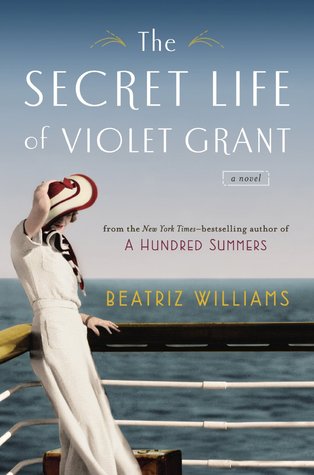 The
SECRET LIFE
of VIOLET GRANT
a novel
from the New York Times–bestselling author of
A HUNDRED SUMMERS
BEATRIZ WILLIAMS